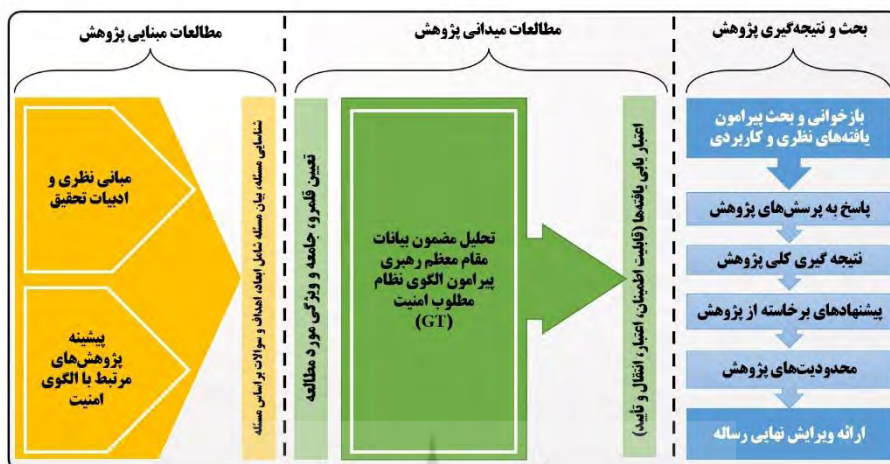 مطالعات مبنایی پژوهش
مبانی نظری و
ادبیات تحقیق
پیشینه
پژوهش‌های
مرتبط با الگوی
امنیت
شناسایی مسئله، بیان مسئله شامل ابعاد، اهداف و سوالات براساس مسئله
مطالعات میدانی پژوهش
تعیین قلمرو، جامعه و ویژگی مورد مطالعه
تحلیل مضمون بیانات
مقام معظم رهبری
پیرامون الگوی نظام
مطلوب امنیت
(GT)
اعتبار یابی یافته‌ها (قابلیت اطمینان، اعتبار، انتقال و تأیید)
بحث و نتیجه‌گیری پژوهش
بازخوانی و بحث پیرامون
یافته‌های نظری و کاربردی
پاسخ به پرسش‌های پژوهش
نتیجه گیری کلی پژوهش
پیشنهادهای برخاسته از پژوهش
محدودیت‌های پژوهش
ارائه ویرایش نهایی رساله